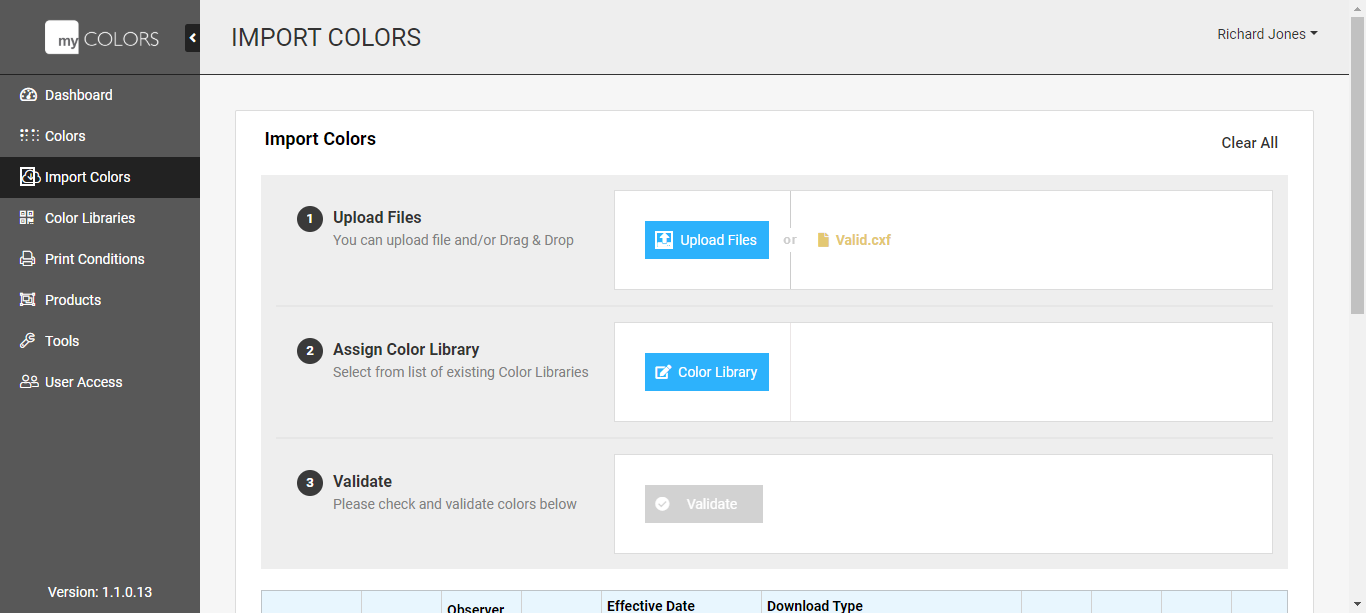 my COLORS
IMPORT COLORS
Richard Jones
Dashboard
Colors
Import Colors
Color Libraries
Print Conditions
Products
Tools
User Access
Version: 1.1.0.13
Import Colors
Clear All
1 Upload Files
You can upload file and/or Drag & Drop
Upload Files or Valid.cxf
2 Assign Color Library
Select from list of existing Color Libraries
Color Library
3 Validate
Please check and validate colors below
Validate
Observer Effective Date Download Type